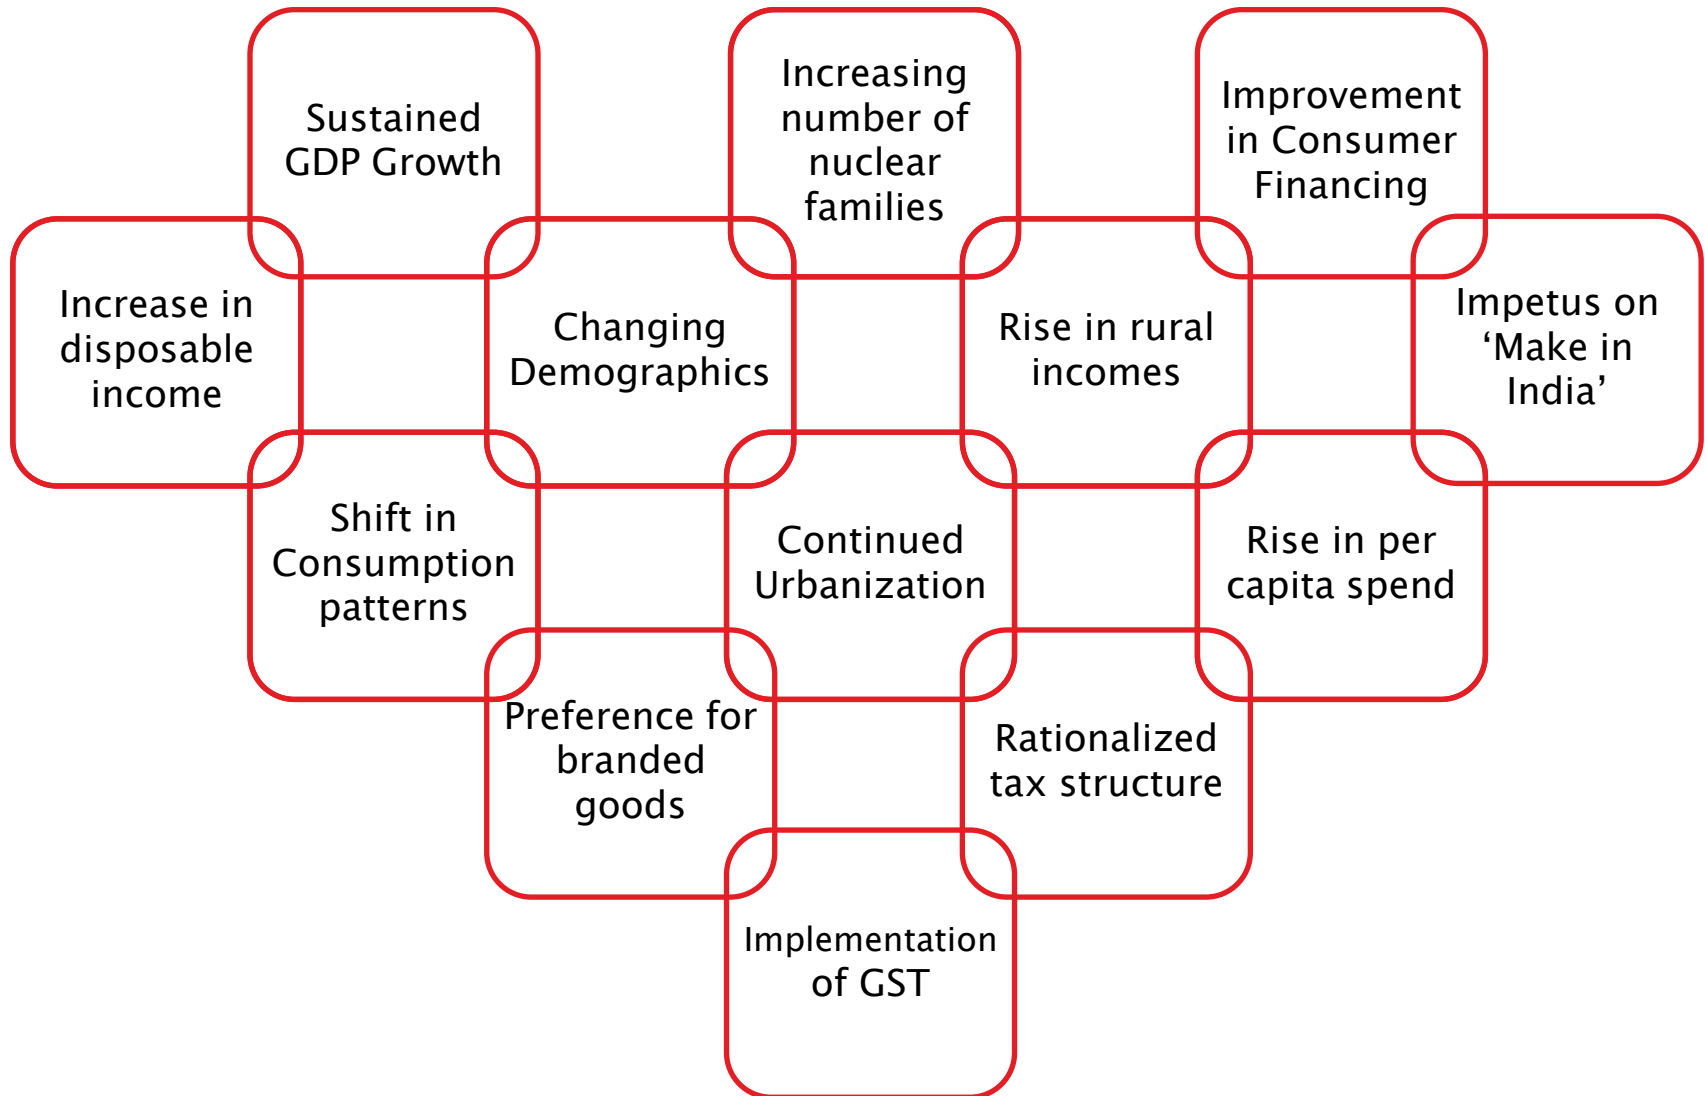 Sustained
GDP Growth
Increasing
number of
nuclear
families
Improvement
in Consumer
Financing
Increase in
disposable
income
Changing
Demographics
Rise in rural
incomes
Impetus on
‘Make in
India’
Shift in
Consumption
patterns
Continued
Urbanization
Rise in per
capita spend
Preference for
branded
goods
Rationalized
tax structure
Implementation
of GST